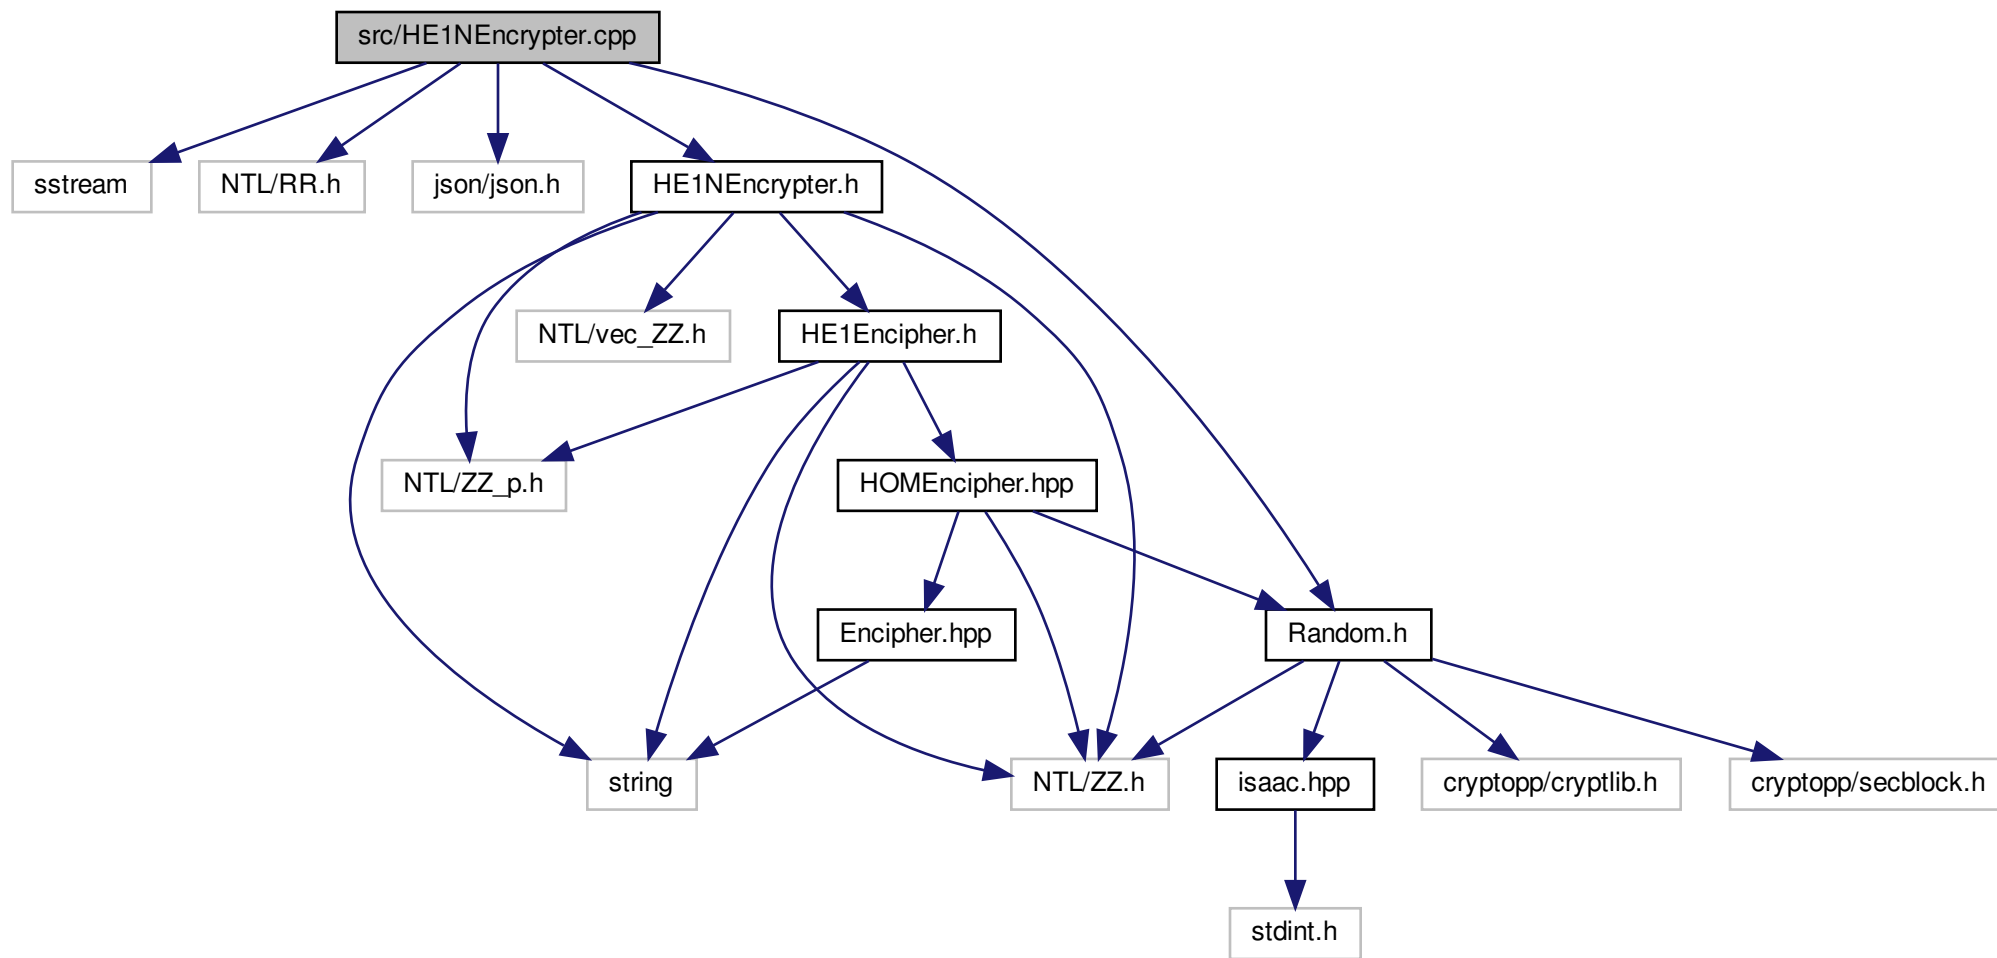 src/HE1NEncrypter.cpp
sstream
NTL/RR.h
json/json.h
HE1NEncrypter.h
NTL/vec_ZZ.h
HE1Encipher.h
NTL/ZZ_p.h
HOMEncipher.hpp
Encipher.hpp
Random.h
string
NTL/ZZ.h
isaac.hpp
cryptopp/cryptlib.h
cryptopp/secblock.h
stdint.h